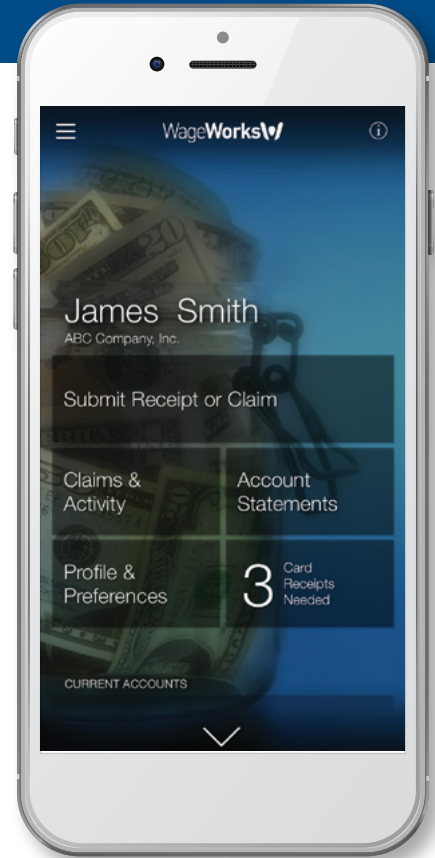 WageWorks
James Smith
ABC Company, Inc.
Submit Receipt or Claim
Claims &
Activity
Account
Statements
Profile &
Preferences
3
Card
Receipts
Needed
CURRENT ACCOUNTS